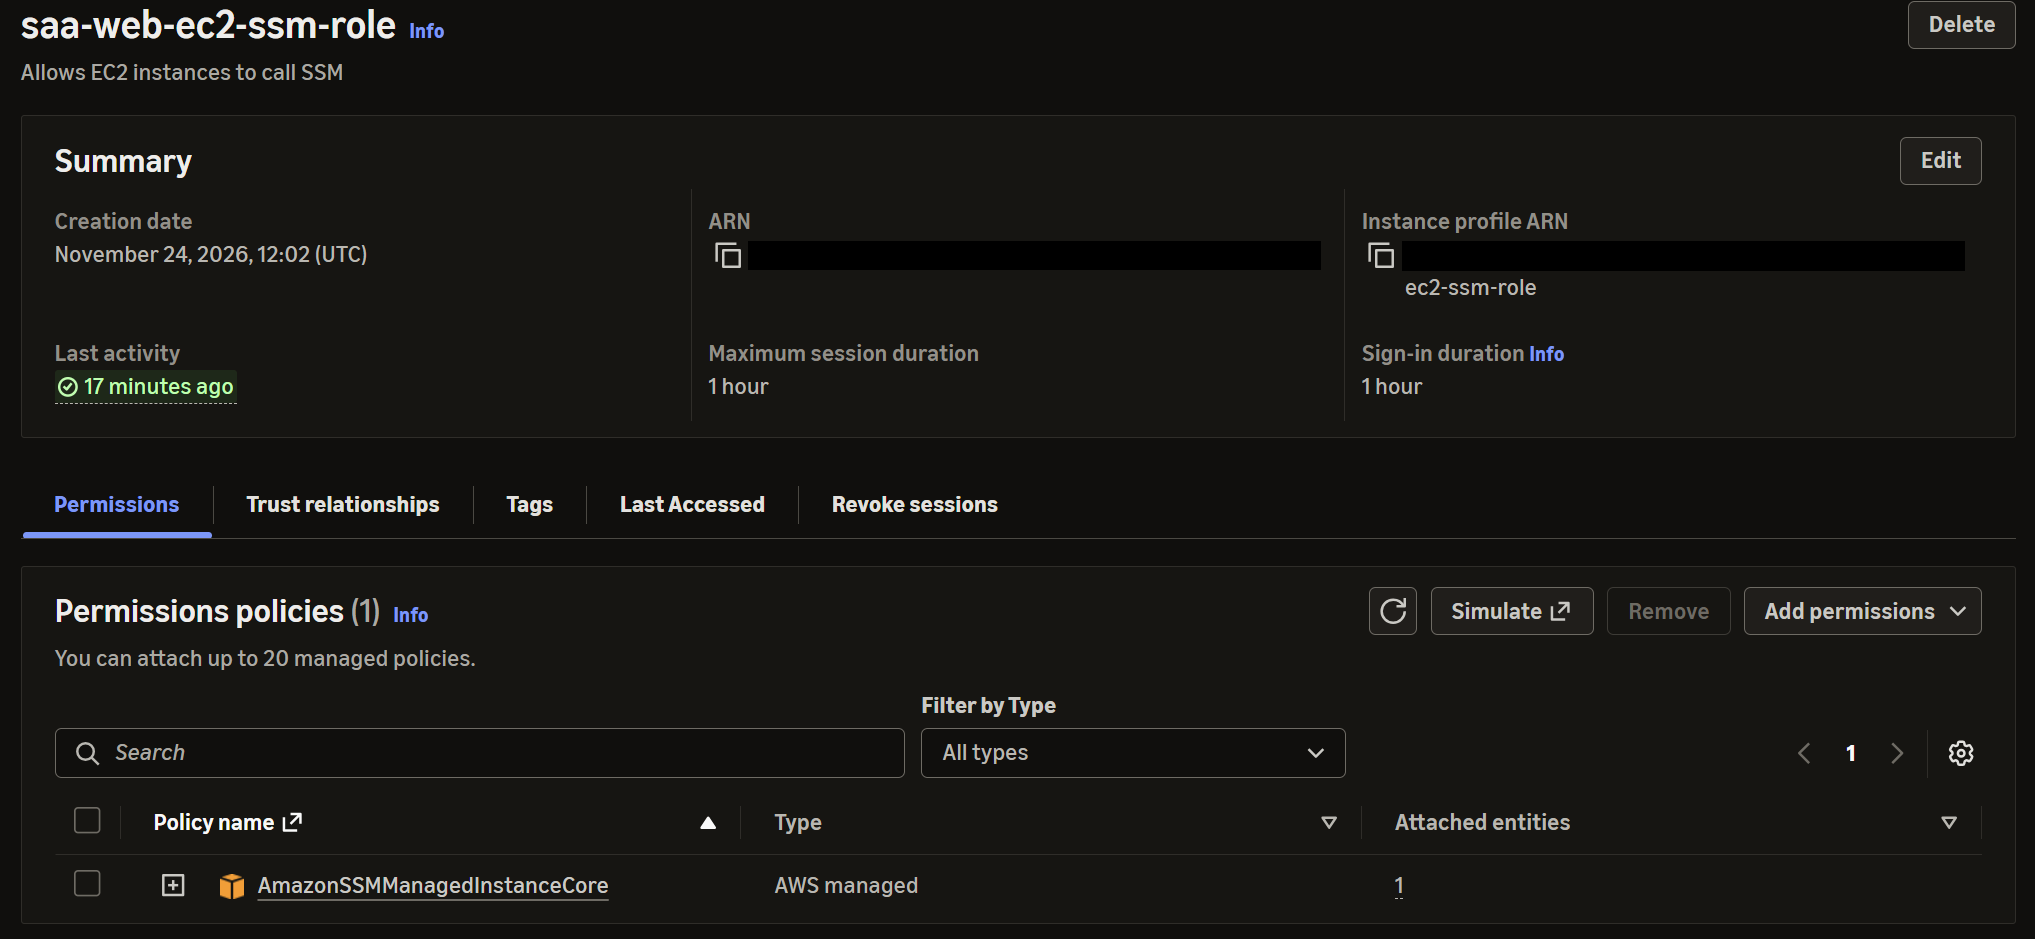 saa-web-ec2-ssm-role Info
Delete
Allows EC2 instances to call SSM
Summary
Edit
Creation date
November 24, 2026, 12:02 (UTC)
ARN
Instance profile ARN
ec2-ssm-role
Last activity
17 minutes ago
Maximum session duration
1 hour
Sign-in duration Info
1 hour
Permissions
Trust relationships
Tags
Last Accessed
Revoke sessions
Permissions policies (1) Info
Simulate
Remove
Add permissions
You can attach up to 20 managed policies.
Filter by Type
Search
All types
1
Policy name
Type
Attached entities
AmazonSSMManagedInstanceCore
AWS managed
1